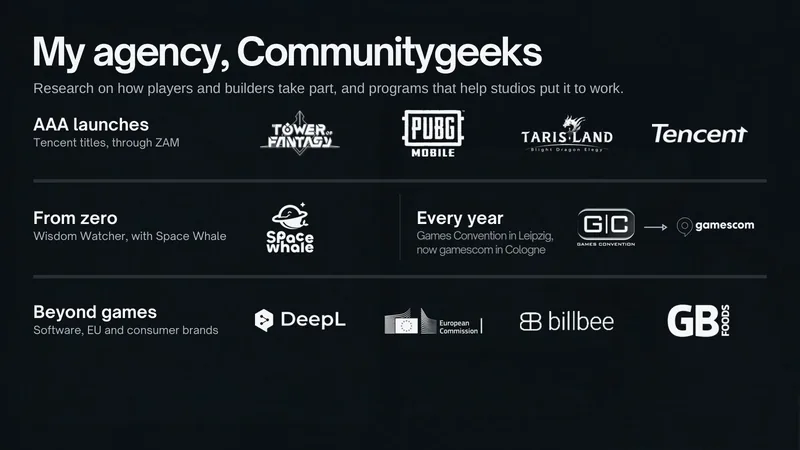 My agency, Communitygeeks
Research on how players and builders take part, and programs that help studios put it to work.
AAA launches
Tencent titles, through ZAM
TOWER OF
FANTASY
PUBG
MOBILE
TARISLAND
Blight Dragon Siege
Tencent
From zero
Wisdom Watcher, with Space Whale
SPace
whale
Every year
Games Convention in Leipzig,
now gamescom in Cologne
G|C
GAMES CONVENTION
gamescom
Beyond games
Software, EU and consumer brands
DeepL
European
Commission
billbee
GB
FOODS